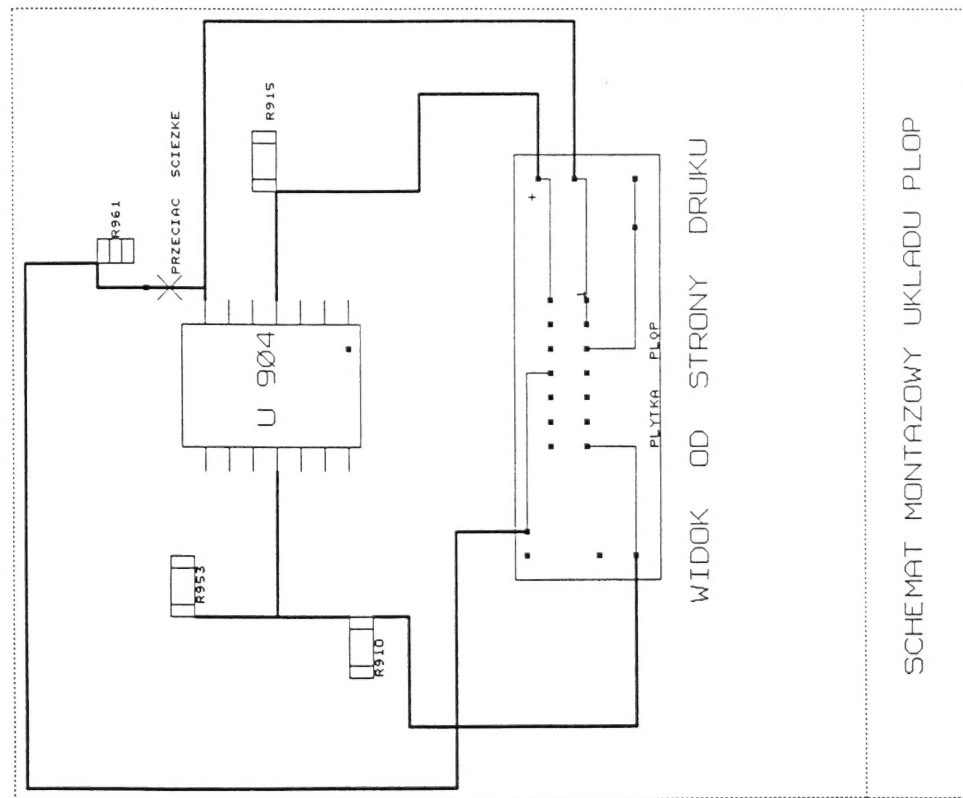 R915
PRZECIAC SCIEZKE
R961
U 904
R953
R910
+
PLYTKA PLOP
WIDOK OD STRONY DRUKU
SCHEMAT MONTAZOWY UKLADU PLOP